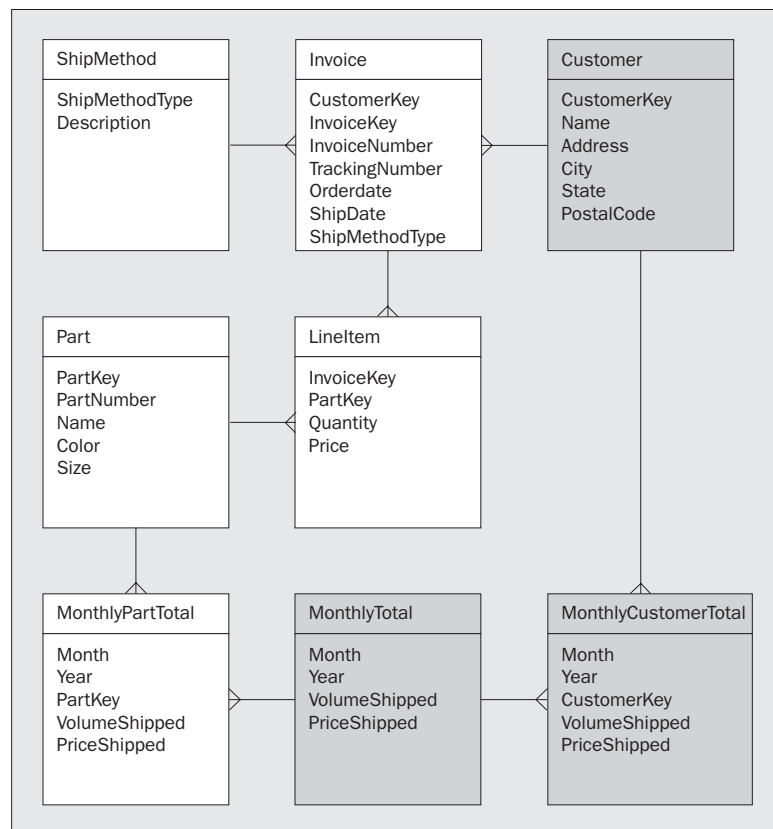 ShipMethod
ShipMethodType
Description
Invoice
CustomerKey
InvoiceKey
InvoiceNumber
TrackingNumber
Orderdate
ShipDate
ShipMethodType
Customer
CustomerKey
Name
Address
City
State
PostalCode
Part
PartKey
PartNumber
Name
Color
Size
LineItem
InvoiceKey
PartKey
Quantity
Price
MonthlyPartTotal
Month
Year
PartKey
VolumeShipped
PriceShipped
MonthlyTotal
Month
Year
VolumeShipped
PriceShipped
MonthlyCustomerTotal
Month
Year
CustomerKey
VolumeShipped
PriceShipped